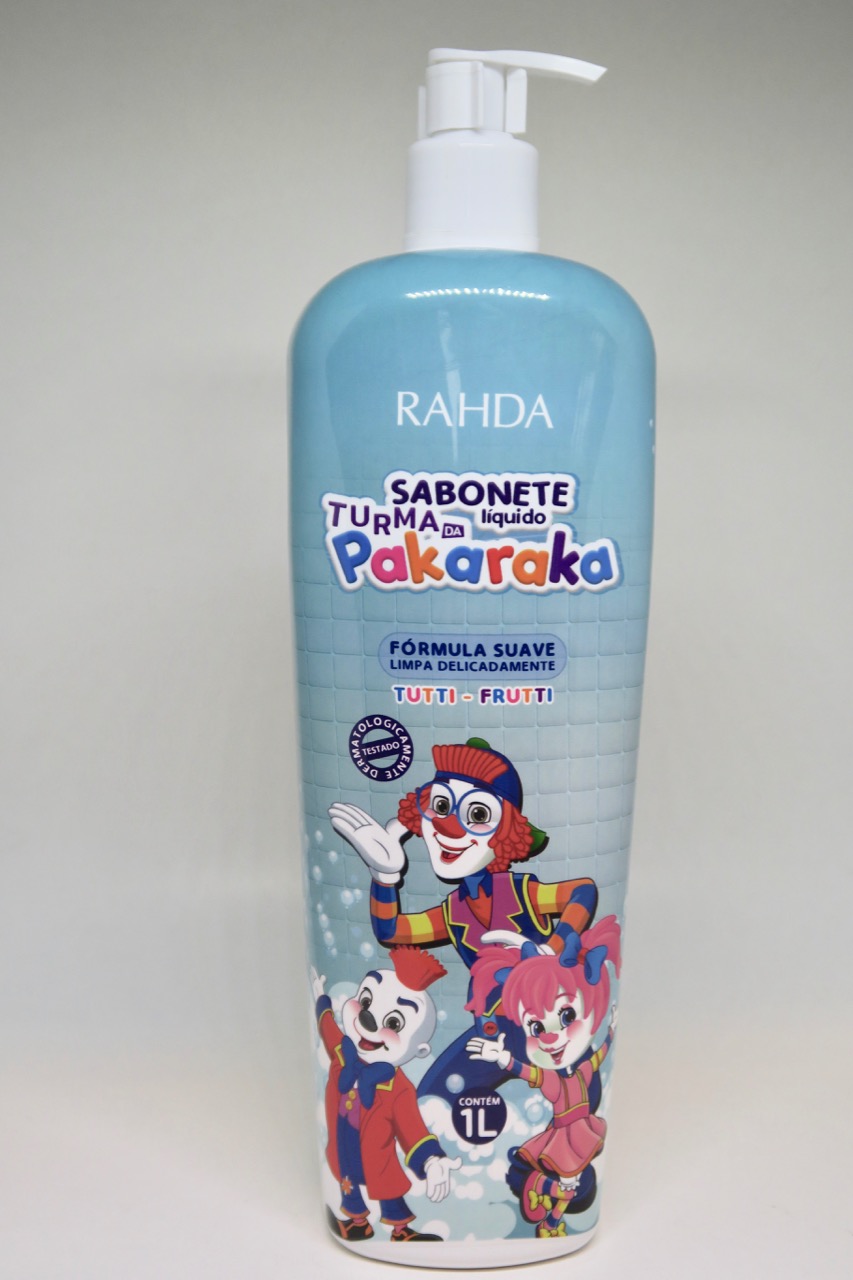 RAHDA
SABONETE
líquido
TURMA DA
Pakaraka
FÓRMULA SUAVE
LIMPA DELICADAMENTE
TUTTI - FRUTTI
DERMATOLOGICAMENTE
TESTADO
CONTÉM
1L